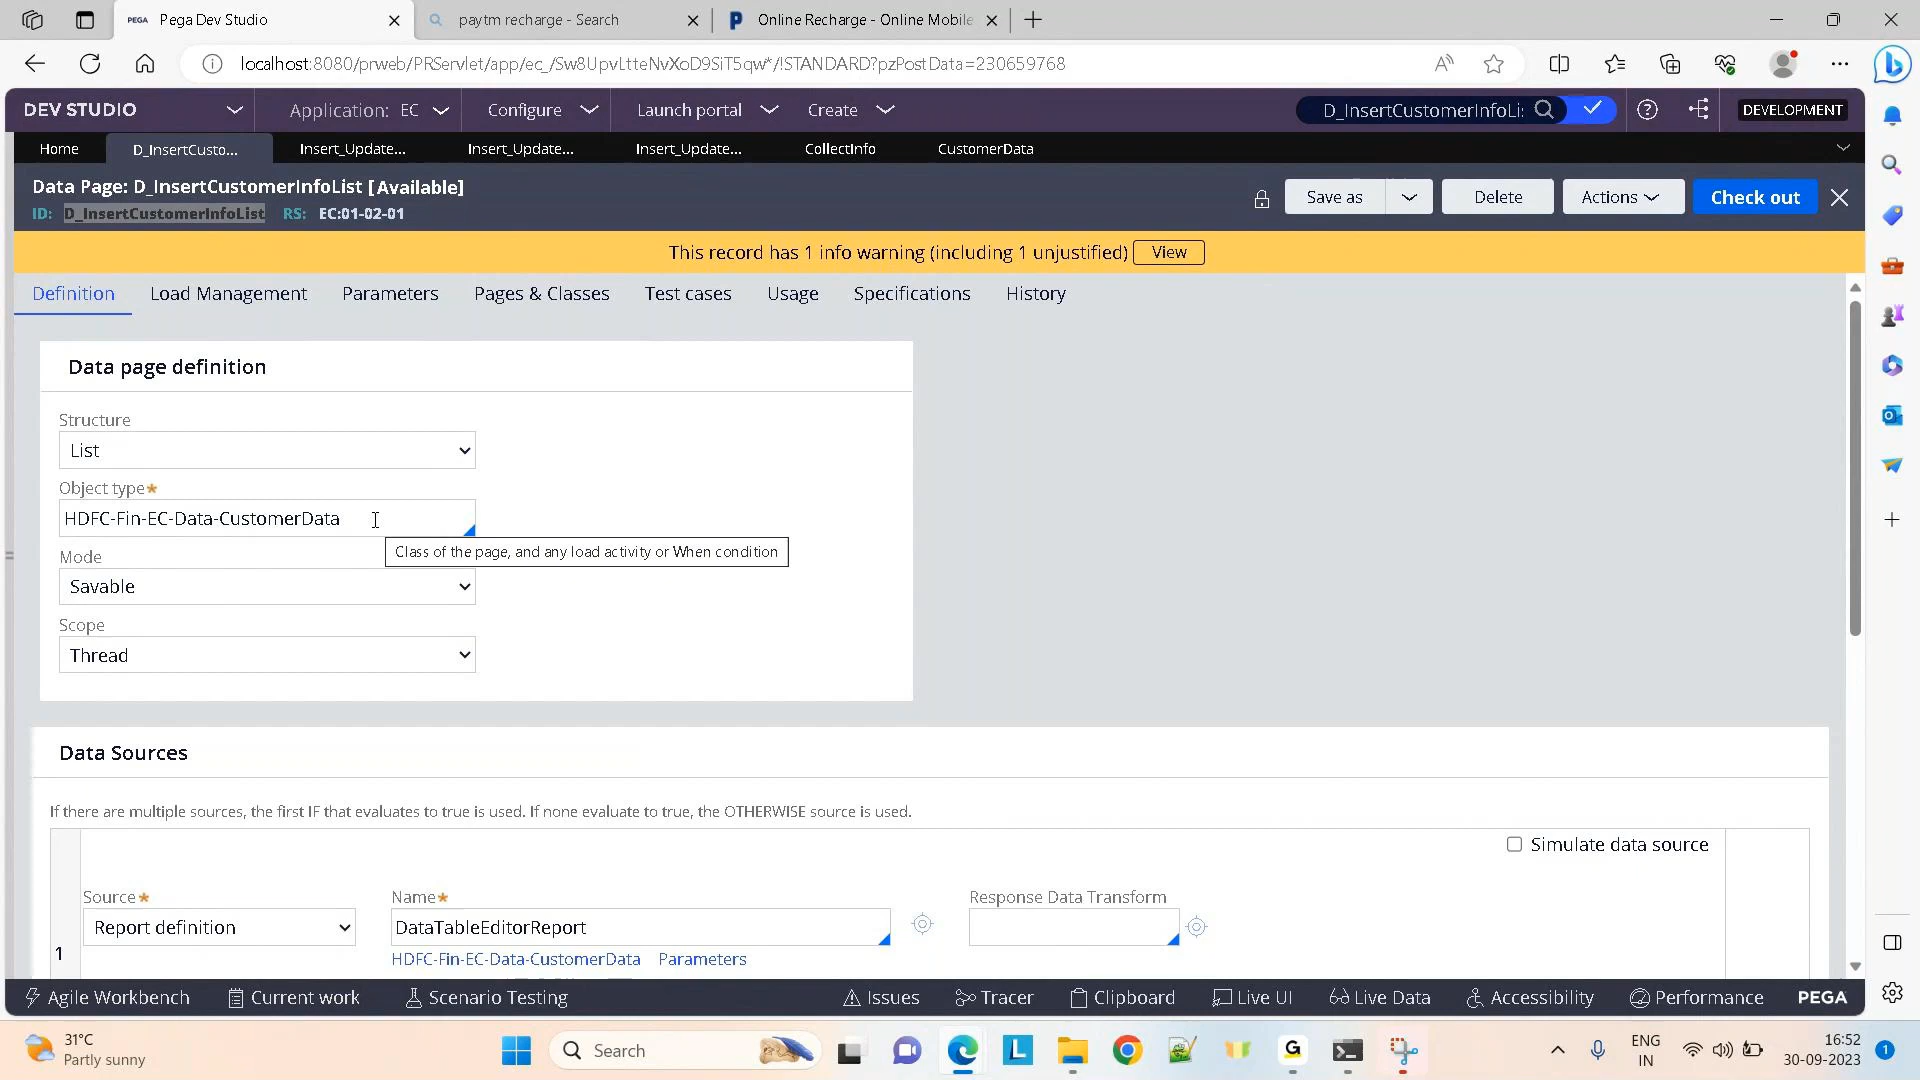 PEGA Pega Dev Studio
paytm recharge - Search
Online Recharge - Online Mobile
localhost:8080/prweb/PRServlet/app/ec_/Sw8UpvLtteNvXoD9SiT5qw*/!STANDARD?pzPostData=230659768
DEV STUDIO
Application: EC
Configure
Launch portal
Create
D_InsertCustomerInfoLi:
DEVELOPMENT
Home
D_InsertCusto...
Insert_Update...
Insert_Update...
Insert_Update...
CollectInfo
CustomerData
Data Page: D_InsertCustomerInfoList [Available]
ID: D_InsertCustomerInfoList RS: EC:01-02-01
Save as
Delete
Actions
Check out
This record has 1 info warning (including 1 unjustified) View
Definition
Load Management
Parameters
Pages & Classes
Test cases
Usage
Specifications
History
Data page definition
Structure
List
Object type*
HDFC-Fin-EC-Data-CustomerData
Class of the page, and any load activity or When condition
Mode
Savable
Scope
Thread
Data Sources
If there are multiple sources, the first IF that evaluates to true is used. If none evaluate to true, the OTHERWISE source is used.
Simulate data source
Source*
Name*
Response Data Transform
Report definition
DataTableEditorReport
1
HDFC-Fin-EC-Data-CustomerData Parameters
Agile Workbench
Current work
Scenario Testing
Issues
Tracer
Clipboard
Live UI
Live Data
Accessibility
Performance
PEGA
31°C
Partly sunny
Search
ENG
IN
16:52
30-09-2023
1